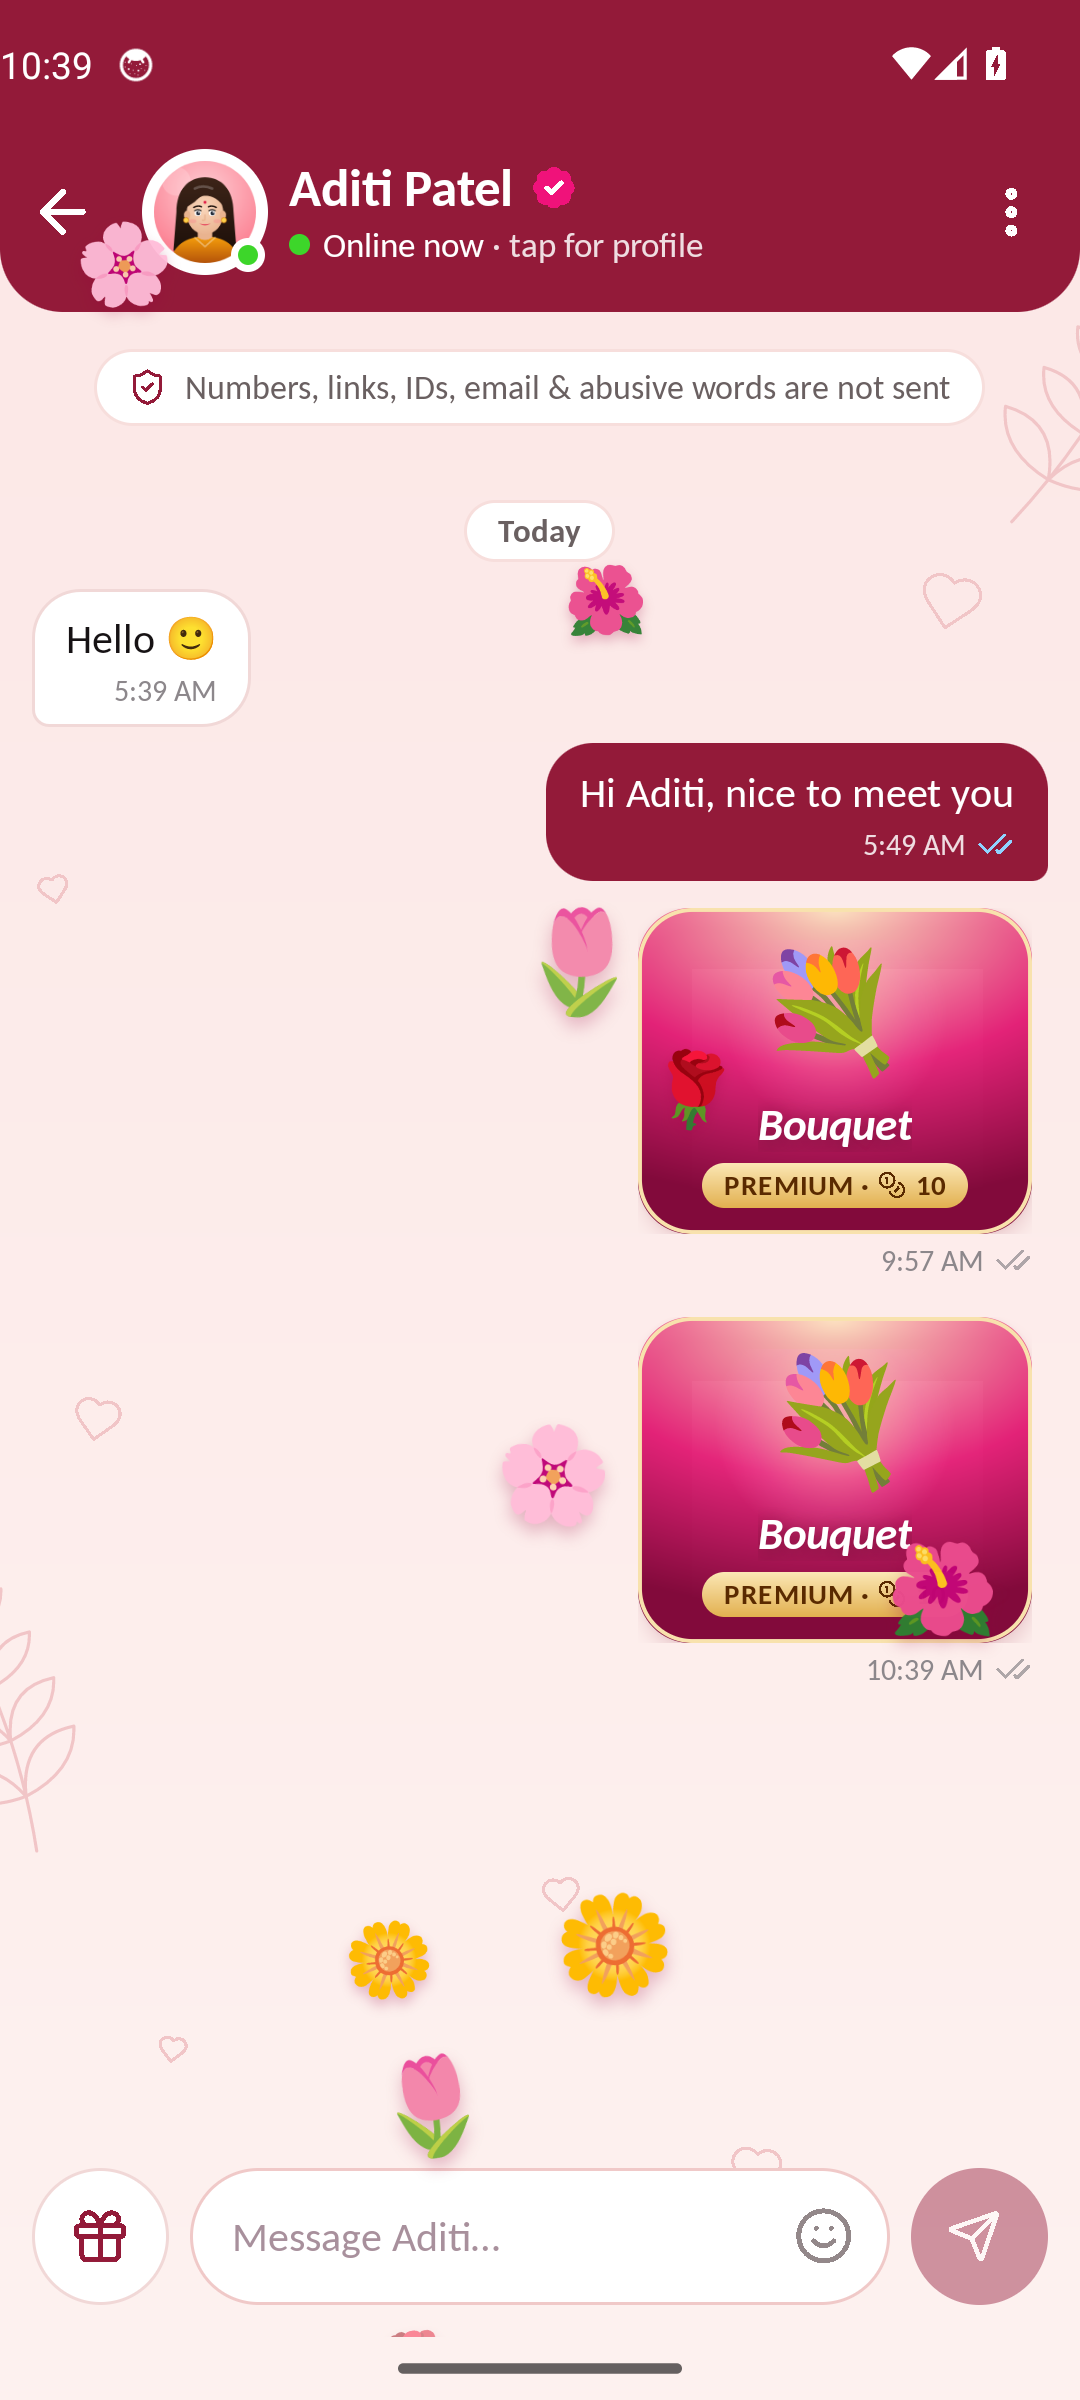 10:39
Aditi Patel
Online now · tap for profile
Numbers, links, IDs, email & abusive words are not sent
Today
Hello 🙂
5:39 AM
Hi Aditi, nice to meet you
5:49 AM
Bouquet
PREMIUM · 10
9:57 AM
Bouquet
PREMIUM ·
10:39 AM
Message Aditi...